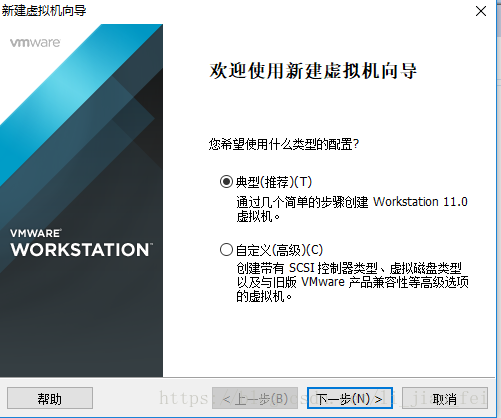 新建虚拟机向导
vmware
欢迎使用新建虚拟机向导
您希望使用什么类型的配置?
典型(推荐)(T)
通过几个简单的步骤创建 Workstation 11.0
虚拟机。
VMWARE
WORKSTATION
自定义(高级)(C)
创建带有 SCSI 控制器类型、虚拟磁盘类型
以及与旧版 VMware 产品兼容性等高级选项
的虚拟机。
帮助
< 上一步(B)
下一步(N) >
取消